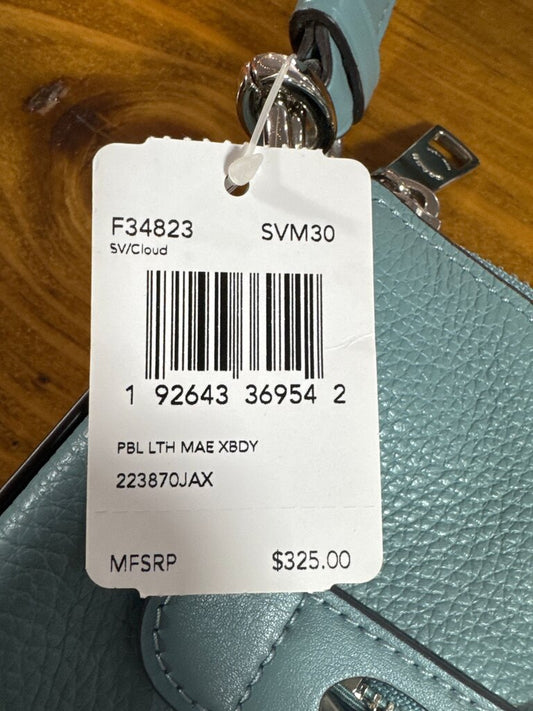 F34823 SVM30
SV/Cloud
1 92643 36954 2
PBL LTH MAE XBDY
223870JAX
MFSRP $325.00